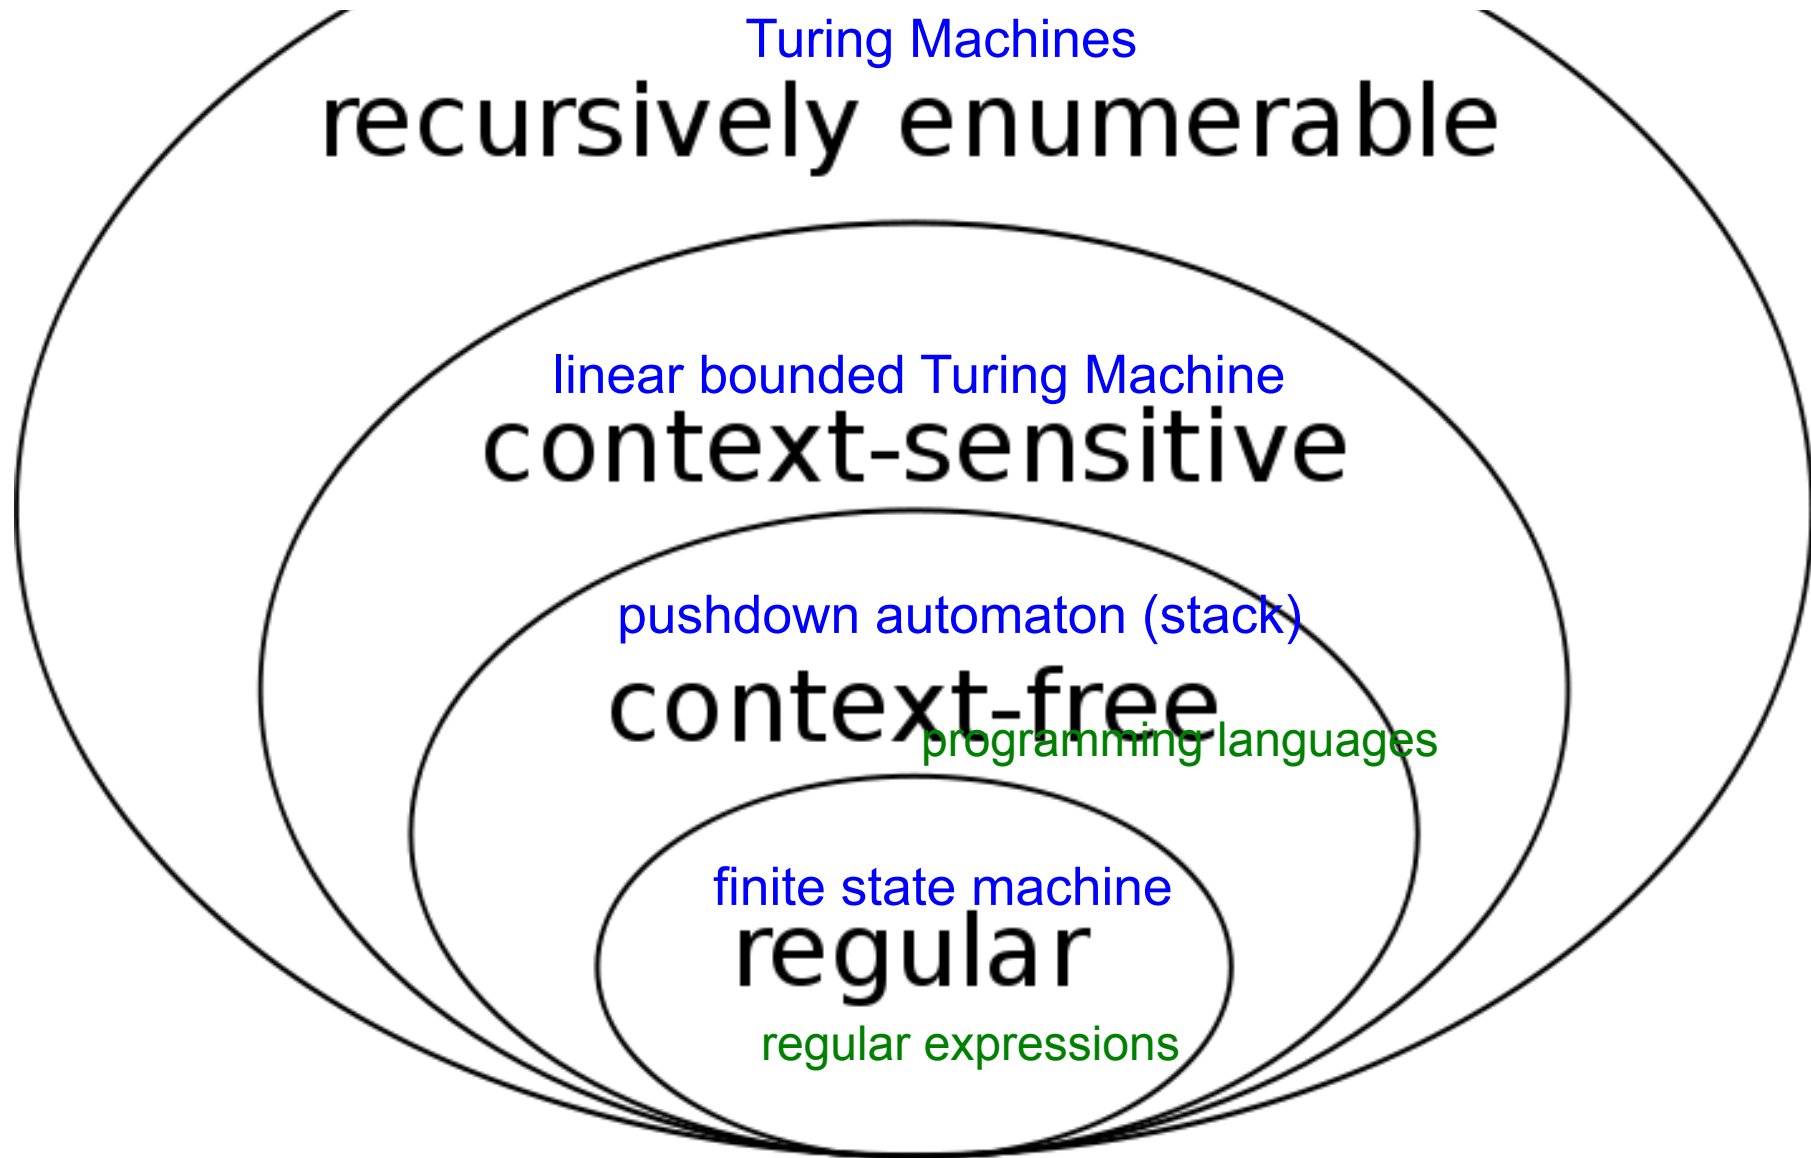 Turing Machines
recursively enumerable
linear bounded Turing Machine
context-sensitive
pushdown automaton (stack)
context-free
programming languages
finite state machine
regular
regular expressions